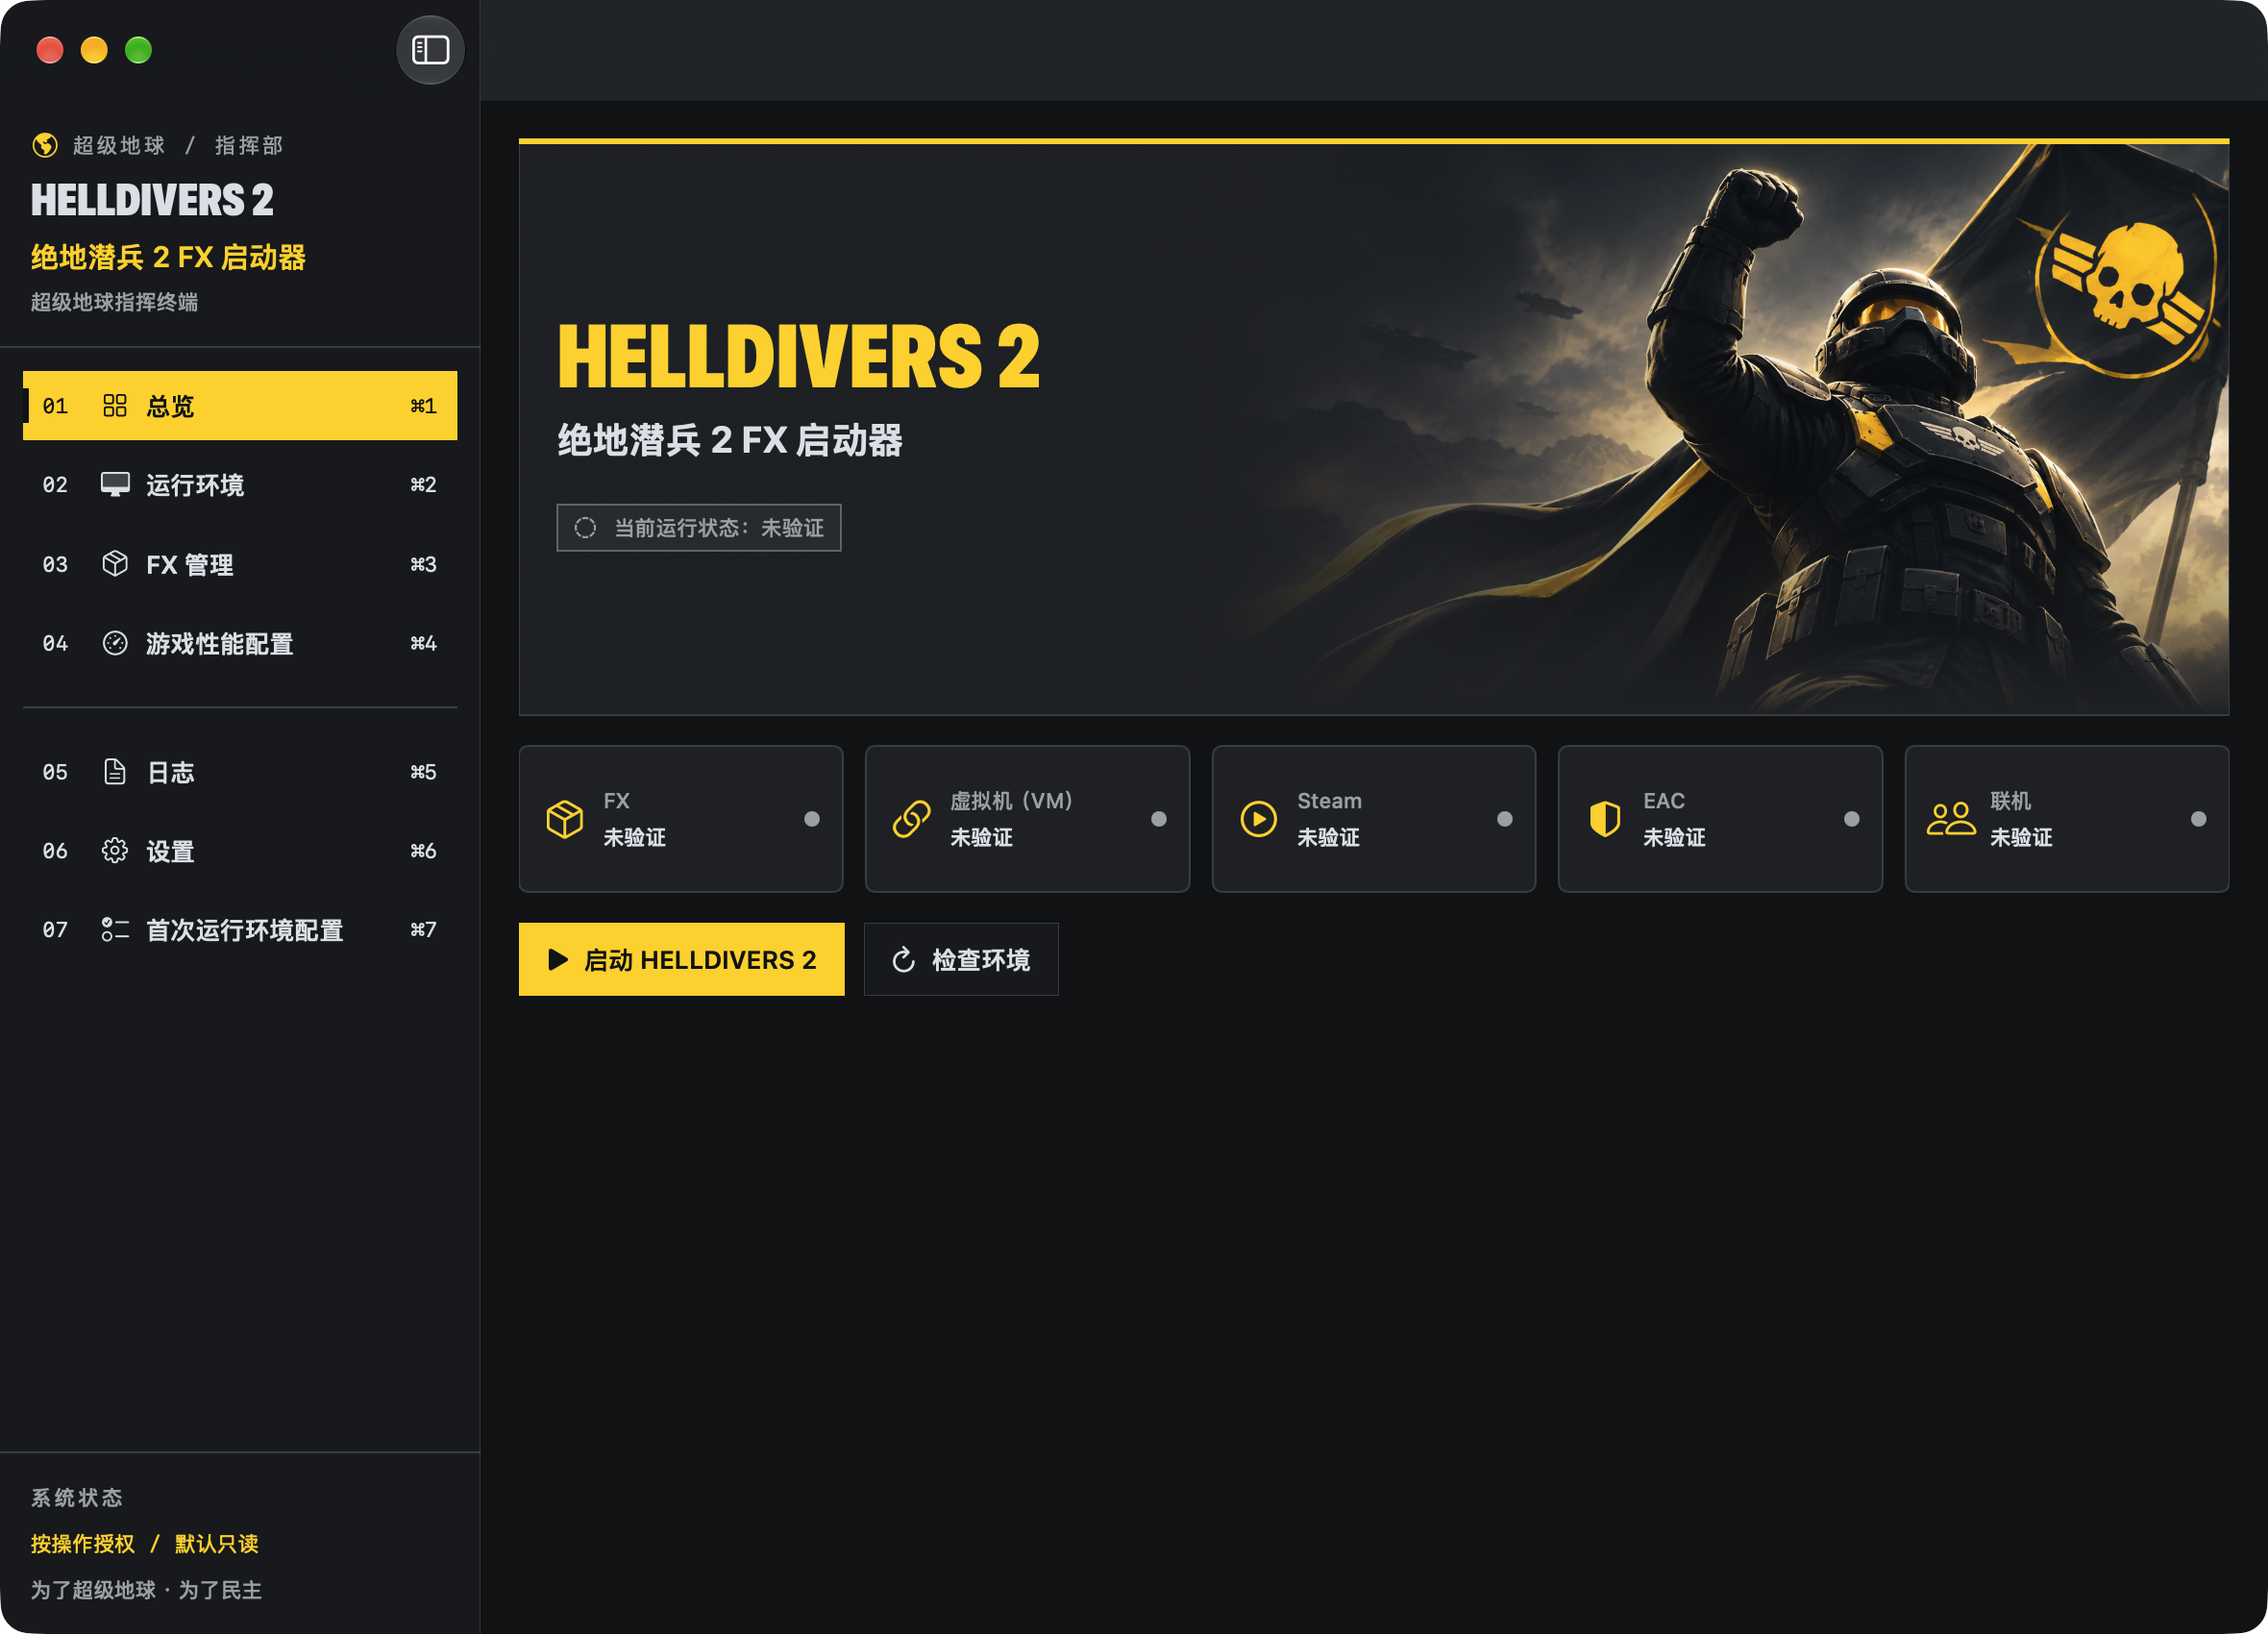 超级地球 / 指挥部
HELLDIVERS 2
绝地潜兵 2 FX 启动器
超级地球指挥终端
01 总览 ⌘1
02 运行环境 ⌘2
03 FX 管理 ⌘3
04 游戏性能配置 ⌘4
05 日志 ⌘5
06 设置 ⌘6
07 首次运行环境配置 ⌘7
系统状态
按操作授权 / 默认只读
为了超级地球 · 为了民主
HELLDIVERS 2
绝地潜兵 2 FX 启动器
当前运行状态：未验证
FX
未验证
虚拟机 (VM)
未验证
Steam
未验证
EAC
未验证
联机
未验证
启动 HELLDIVERS 2
检查环境